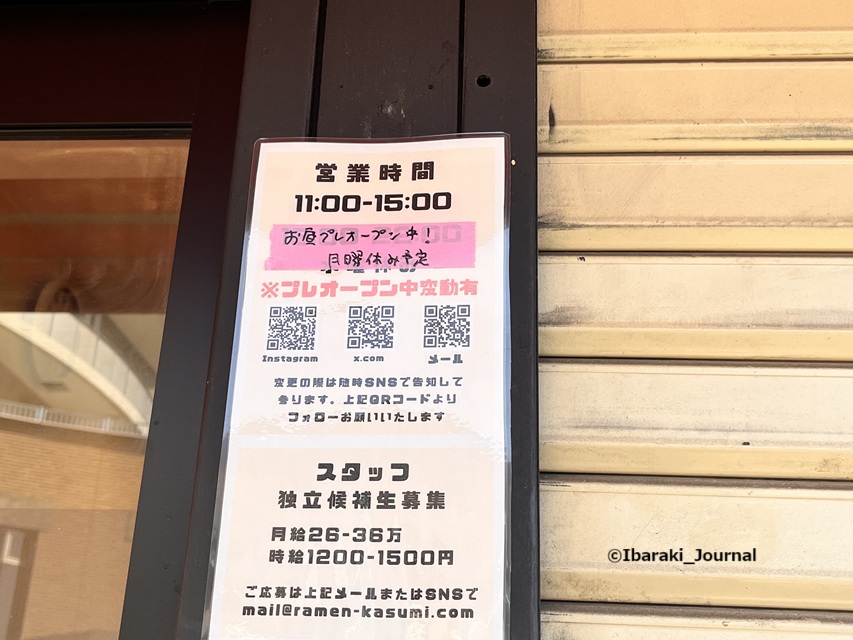 営業時間
11:00-15:00
お昼プレオープン中！
月曜休み予定
※プレオープン中変動有
Instagram
x.com
メール
変更の際は随時SNSで告知して
参ります。上記QRコードより
フォローお願いいたします
スタッフ
独立候補生募集
月給26-36万
時給1200-1500円
ご応募は上記メールまたはSNSで
mail@ramen-kasumi.com
©Ibaraki_Journal